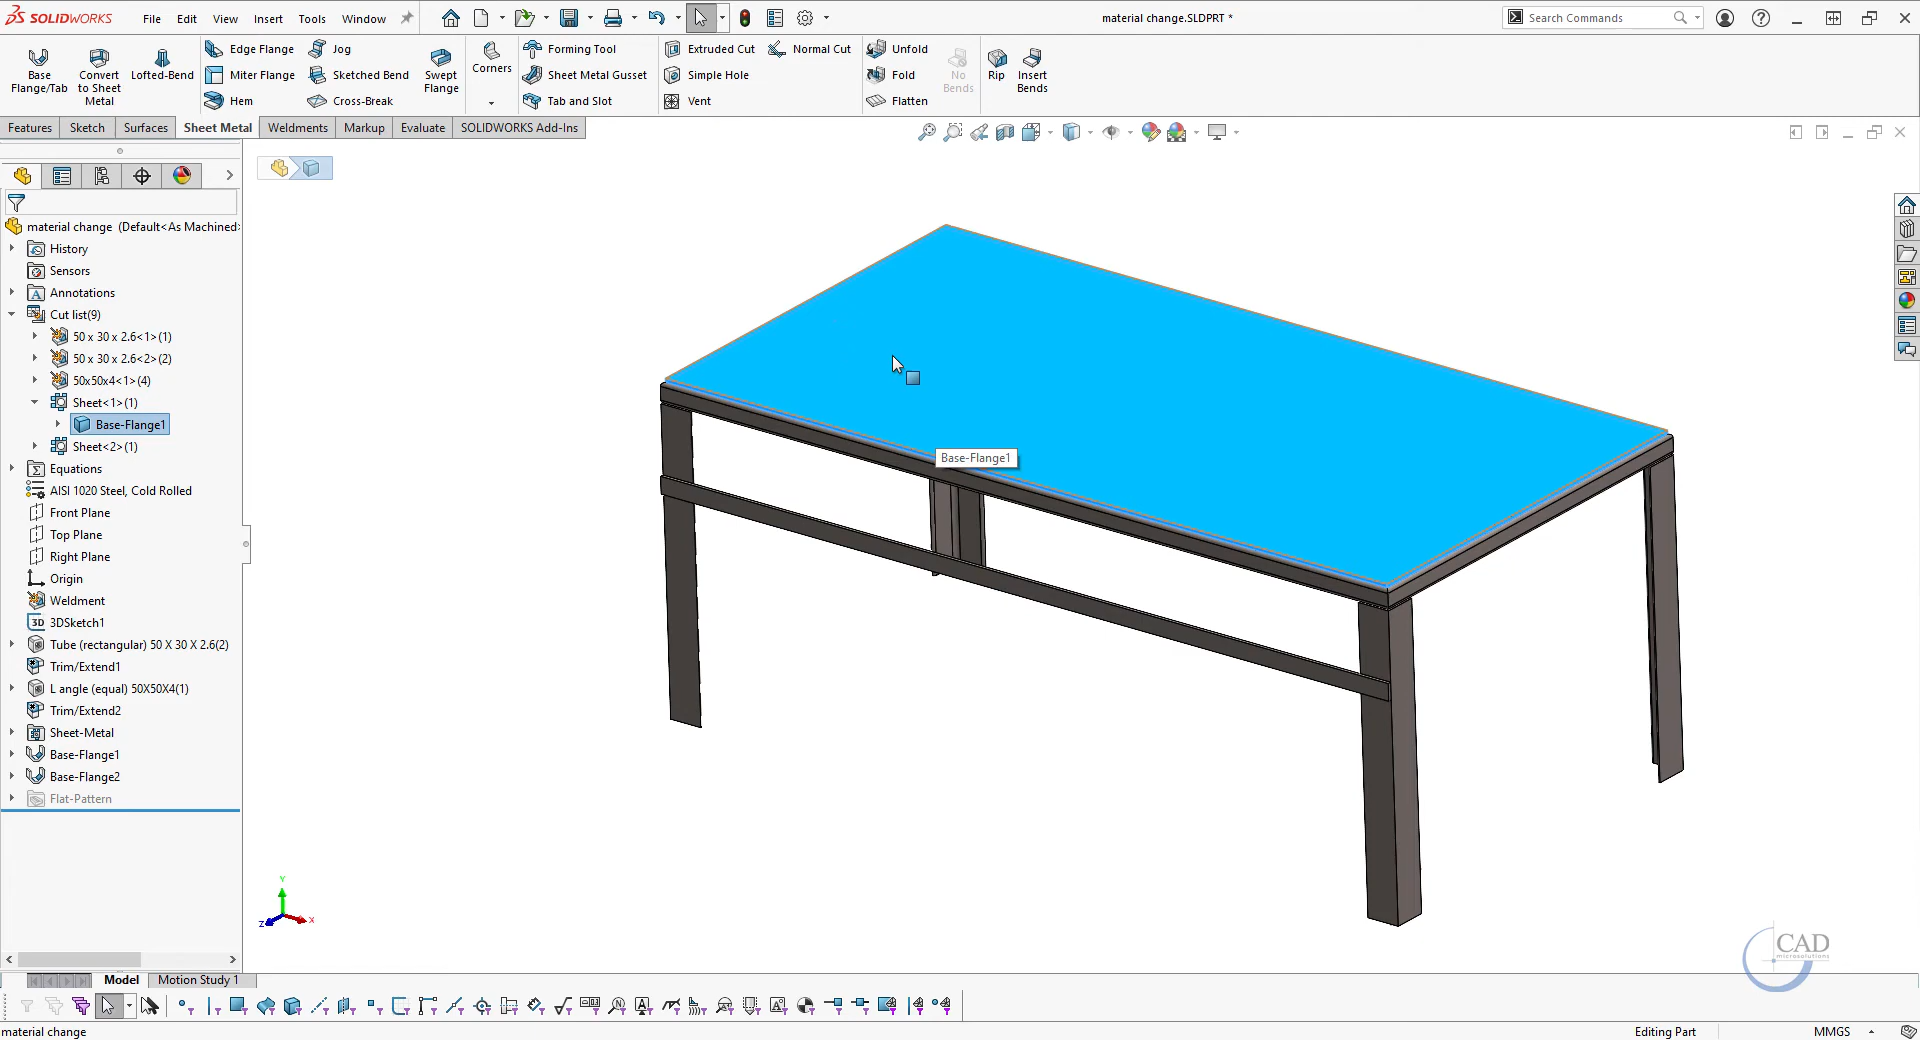 SOLIDWORKS
File
Edit
View
Insert
Tools
Window
material change.SLDPRT *
Search Commands
Base
Flange/Tab
Convert
to Sheet
Metal
Lofted-Bend
Edge Flange
Miter Flange
Hem
Jog
Sketched Bend
Cross-Break
Swept
Flange
Corners
Forming Tool
Sheet Metal Gusset
Tab and Slot
Extruded Cut
Simple Hole
Vent
Normal Cut
Unfold
Fold
Flatten
No
Bends
Rip
Insert
Bends
Features
Sketch
Surfaces
Sheet Metal
Weldments
Markup
Evaluate
SOLIDWORKS Add-Ins
material change (Default<As Machined>
History
Sensors
Annotations
Cut list(9)
50 x 30 x 2.6<1>(1)
50 x 30 x 2.6<2>(2)
50x50x4<1>(4)
Sheet<1>(1)
Base-Flange1
Sheet<2>(1)
Equations
AISI 1020 Steel, Cold Rolled
Front Plane
Top Plane
Right Plane
Origin
Weldment
3DSketch1
Tube (rectangular) 50 X 30 X 2.6(2)
Trim/Extend1
L angle (equal) 50X50X4(1)
Trim/Extend2
Sheet-Metal
Base-Flange1
Base-Flange2
Flat-Pattern
Base-Flange1
Y
Z
X
CAD
microsolutions
Model
Motion Study 1
material change
Editing Part
MMGS